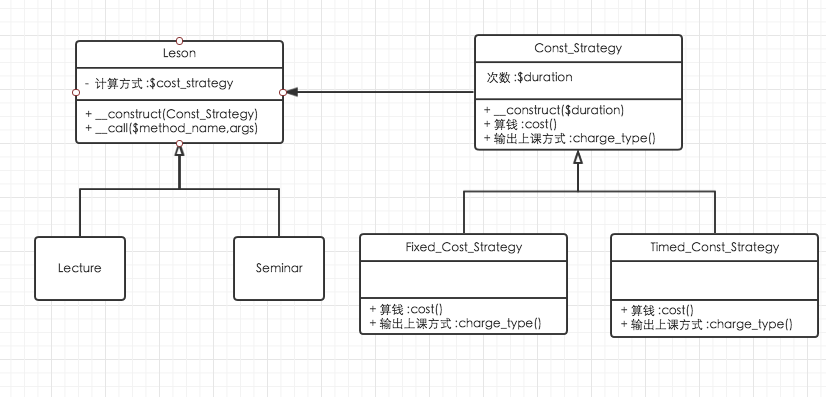 Leson
- 计算方式 :$cost_strategy
+ __construct(Const_Strategy)
+ __call($method_name,args)
Const_Strategy
次数 :$duration
+ __construct($duration)
+ 算钱 :cost()
+ 输出上课方式 :charge_type()
Lecture
Seminar
Fixed_Cost_Strategy
+ 算钱 :cost()
+ 输出上课方式 :charge_type()
Timed_Const_Strategy
+ 算钱 :cost()
+ 输出上课方式 :charge_type()